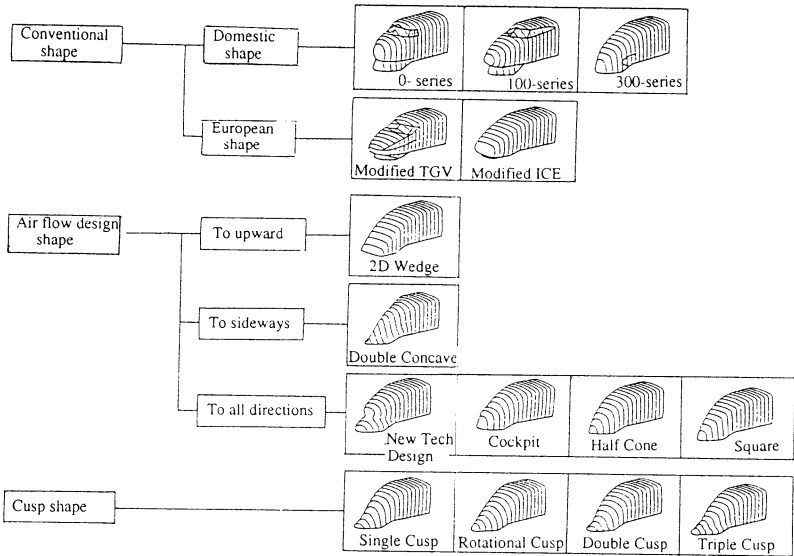 Conventional
shape
Domestic
shape
0- series
100-series
300-series
European
shape
Modified TGV
Modified ICE
Air flow design
shape
To upward
2D Wedge
To sideways
Double Concave
To all directions
New Tech
Design
Cockpit
Half Cone
Square
Cusp shape
Single Cusp
Rotational Cusp
Double Cusp
Triple Cusp